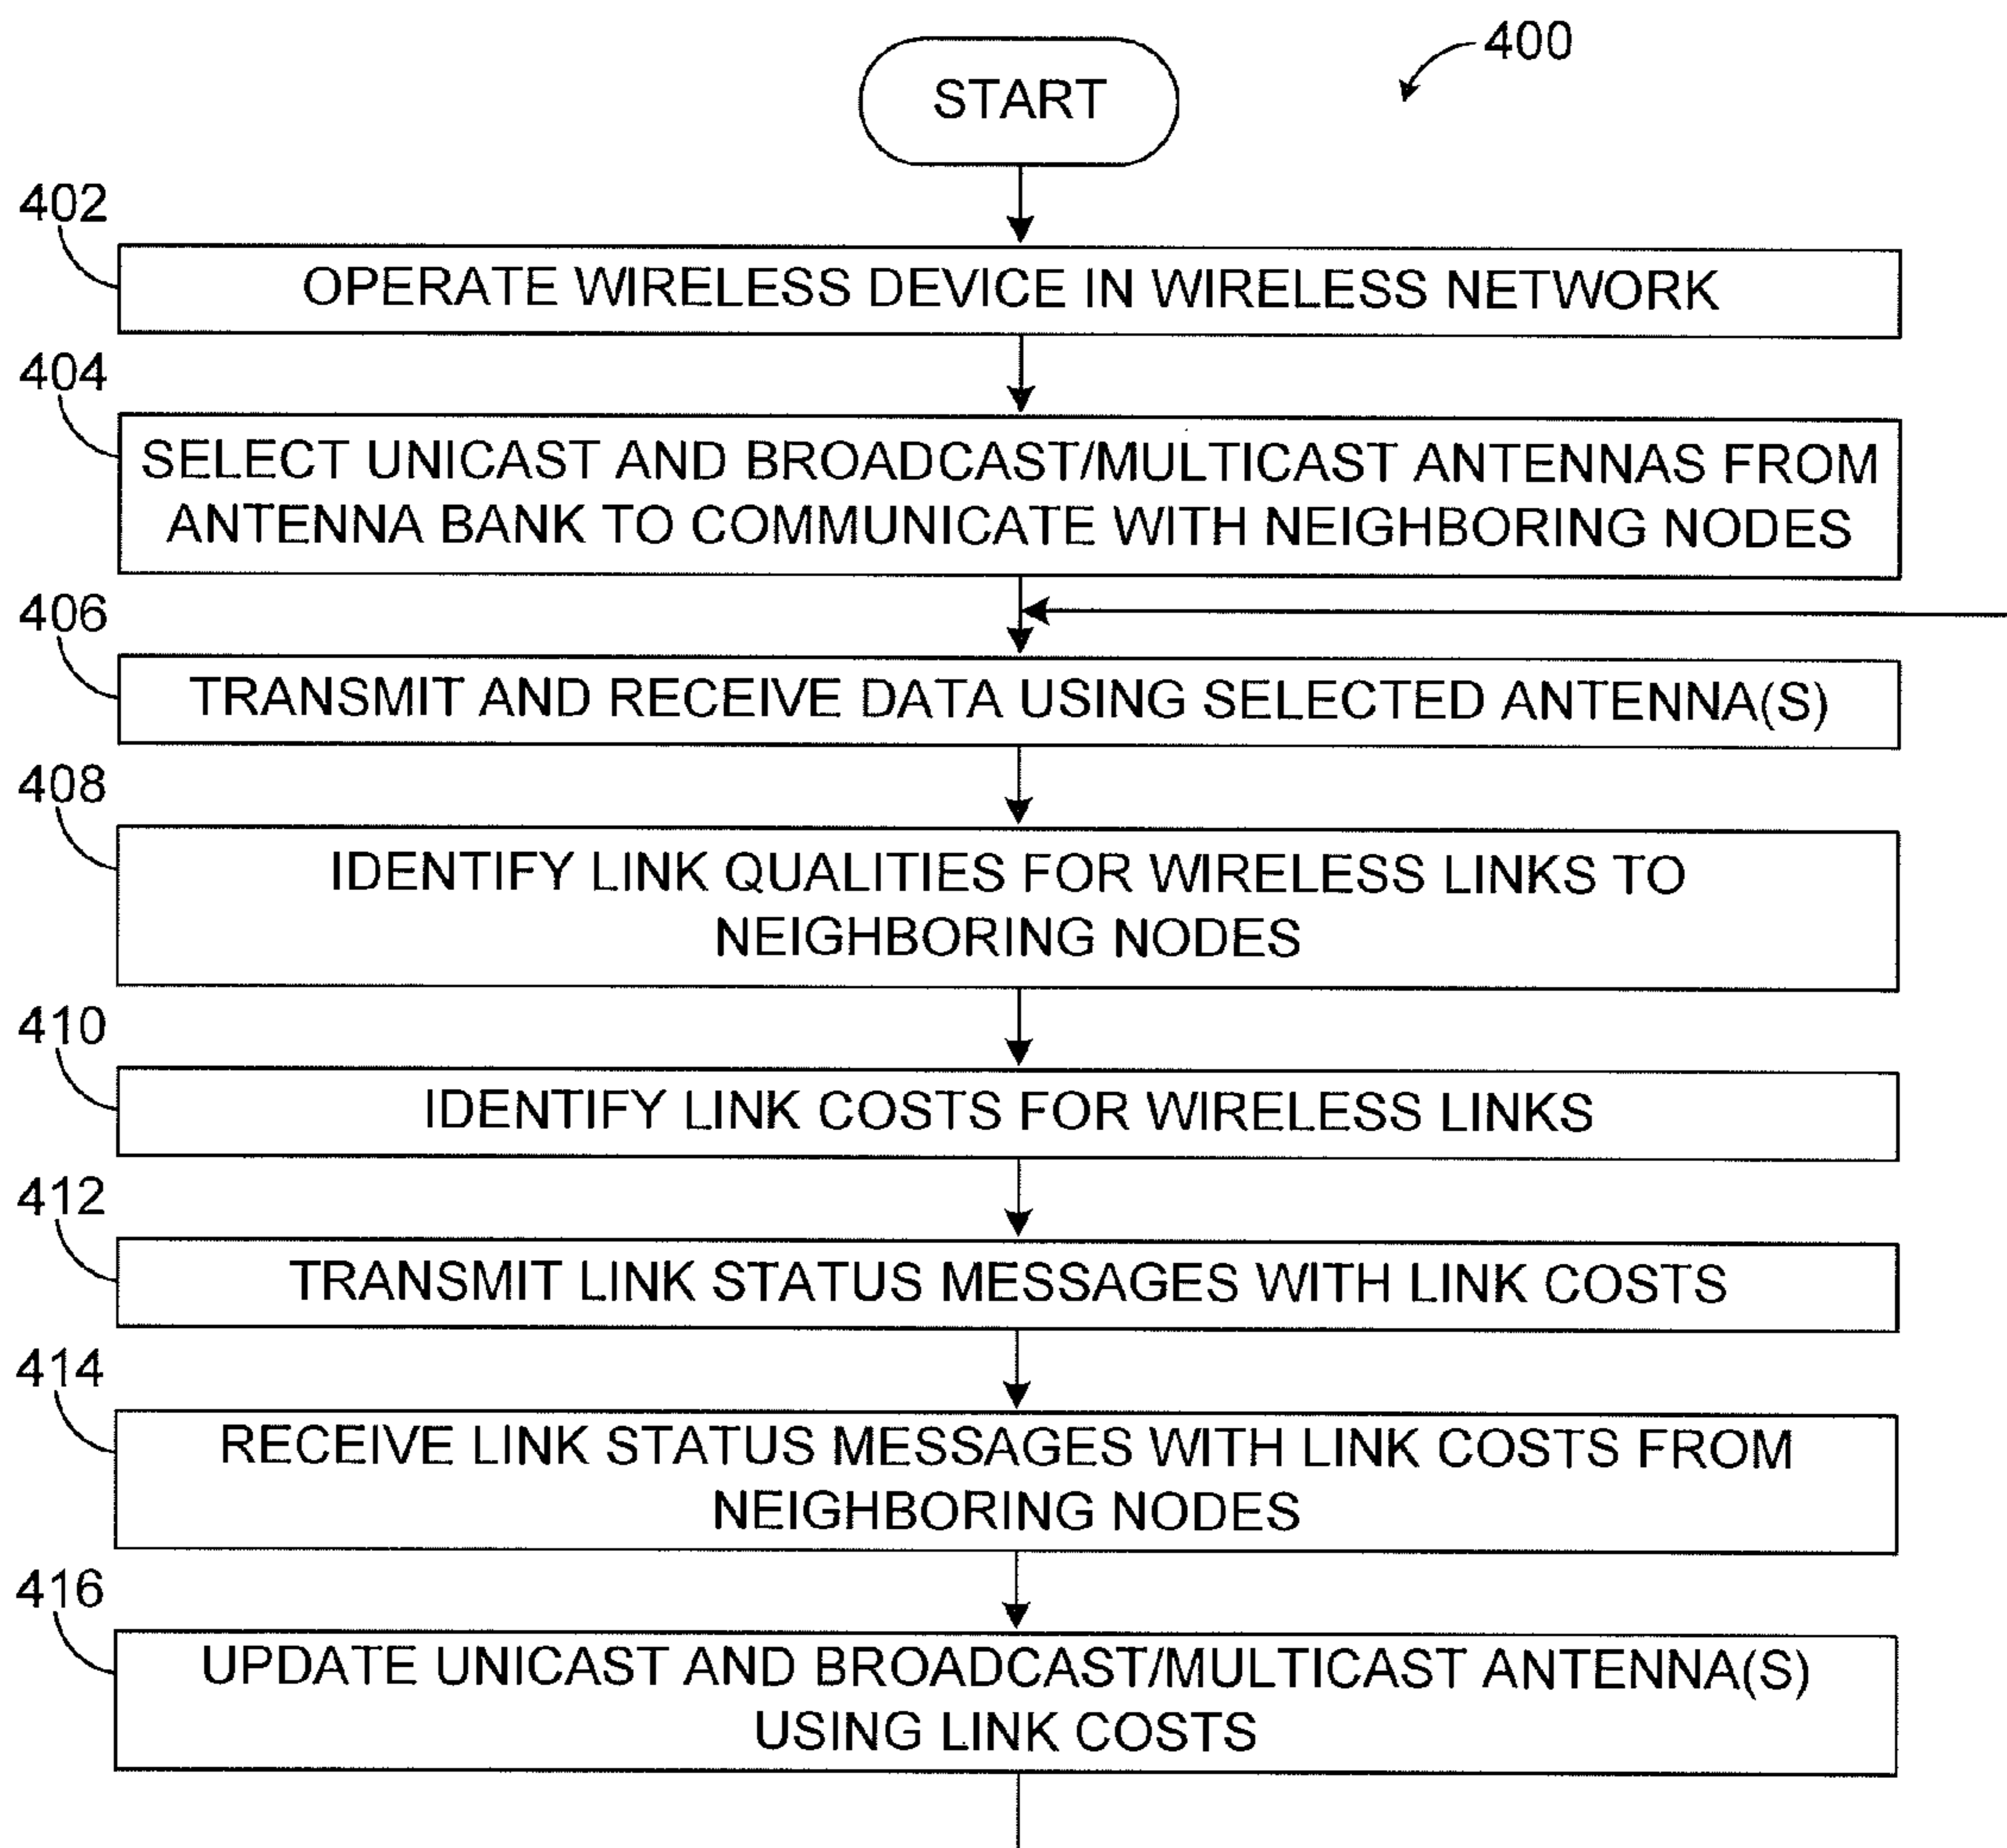 400
START
402
OPERATE WIRELESS DEVICE IN WIRELESS NETWORK
404
SELECT UNICAST AND BROADCAST/MULTICAST ANTENNAS FROM
ANTENNA BANK TO COMMUNICATE WITH NEIGHBORING NODES
406
TRANSMIT AND RECEIVE DATA USING SELECTED ANTENNA(S)
408
IDENTIFY LINK QUALITIES FOR WIRELESS LINKS TO
NEIGHBORING NODES
410
IDENTIFY LINK COSTS FOR WIRELESS LINKS
412
TRANSMIT LINK STATUS MESSAGES WITH LINK COSTS
414
RECEIVE LINK STATUS MESSAGES WITH LINK COSTS FROM
NEIGHBORING NODES
416
UPDATE UNICAST AND BROADCAST/MULTICAST ANTENNA(S)
USING LINK COSTS